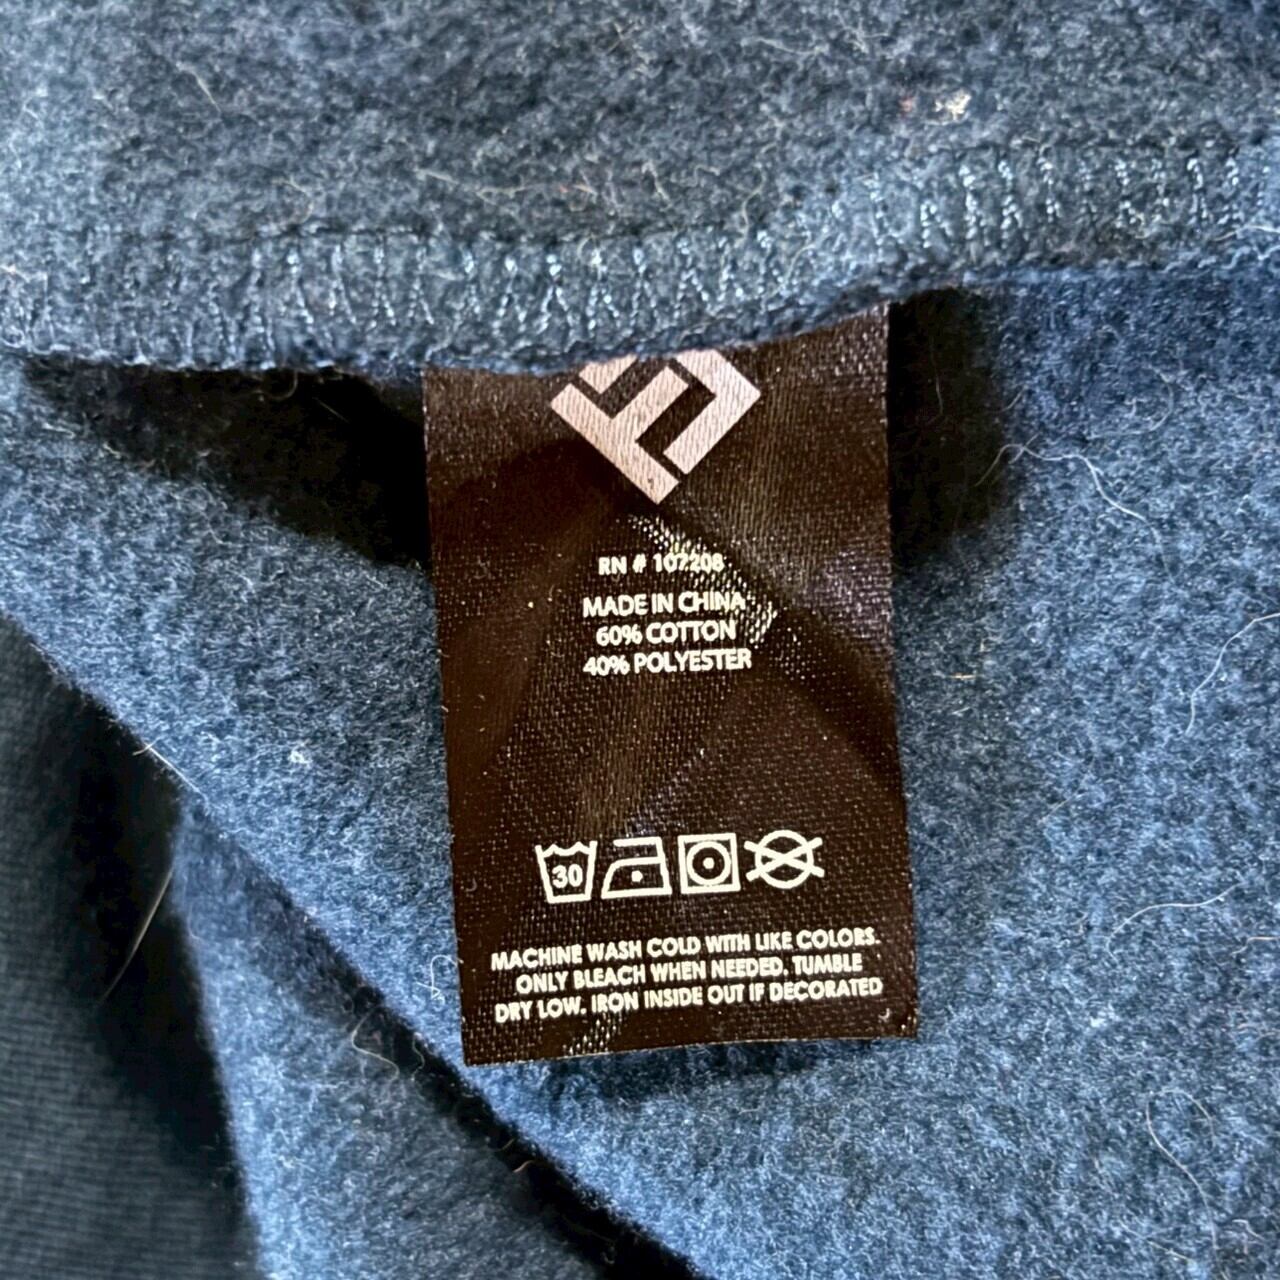 RN # 107208
MADE IN CHINA
60% COTTON
40% POLYESTER
30
MACHINE WASH COLD WITH LIKE COLORS.
ONLY BLEACH WHEN NEEDED. TUMBLE
DRY LOW. IRON INSIDE OUT IF DECORATED